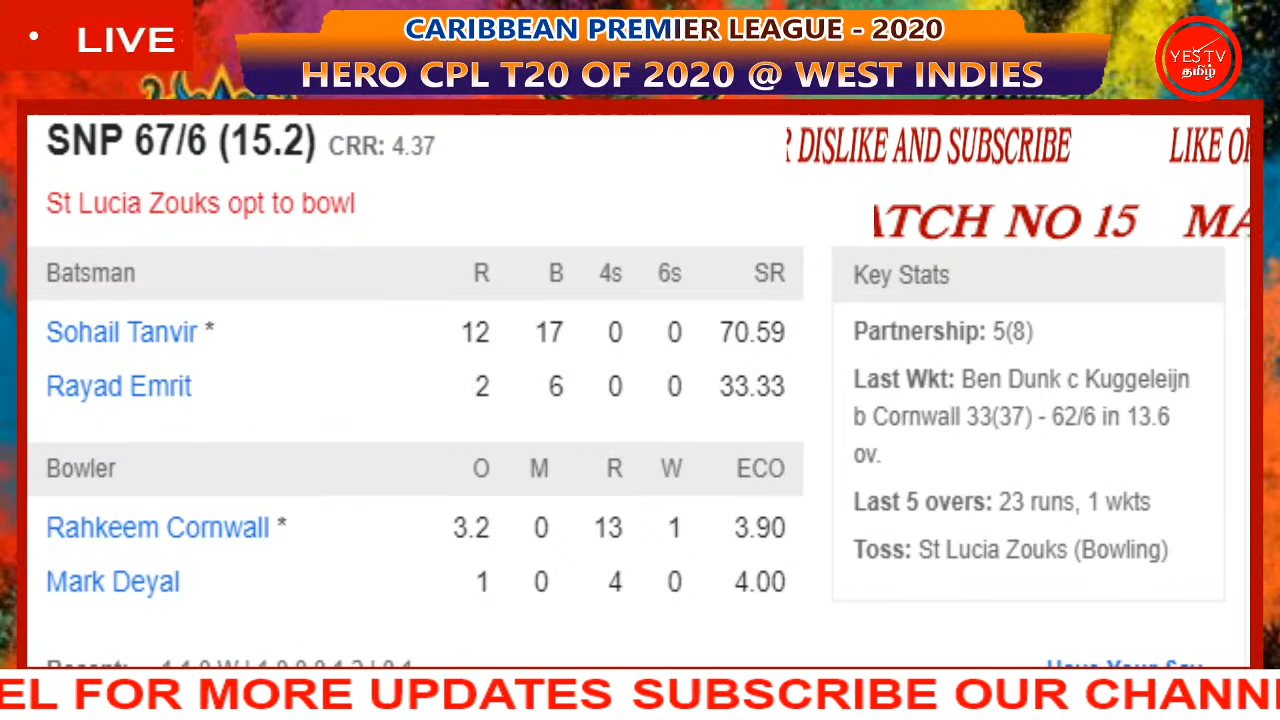 LIVE
CARIBBEAN PREMIER LEAGUE - 2020
HERO CPL T20 OF 2020 @ WEST INDIES
YESTV
தமிழ்
SNP 67/6 (15.2) CRR: 4.37
DISLIKE AND SUBSCRIBE LIKE
St Lucia Zouks opt to bowl
ATCH NO 15 MA
Batsman R B 4s 6s SR
Sohail Tanvir * 12 17 0 0 70.59
Rayad Emrit 2 6 0 0 33.33
Bowler O M R W ECO
Rahkeem Cornwall * 3.2 0 13 1 3.90
Mark Deyal 1 0 4 0 4.00
Key Stats
Partnership: 5(8)
Last Wkt: Ben Dunk c Kuggeleijn
b Cornwall 33(37) - 62/6 in 13.6
ov.
Last 5 overs: 23 runs, 1 wkts
Toss: St Lucia Zouks (Bowling)
EL FOR MORE UPDATES SUBSCRIBE OUR CHANN